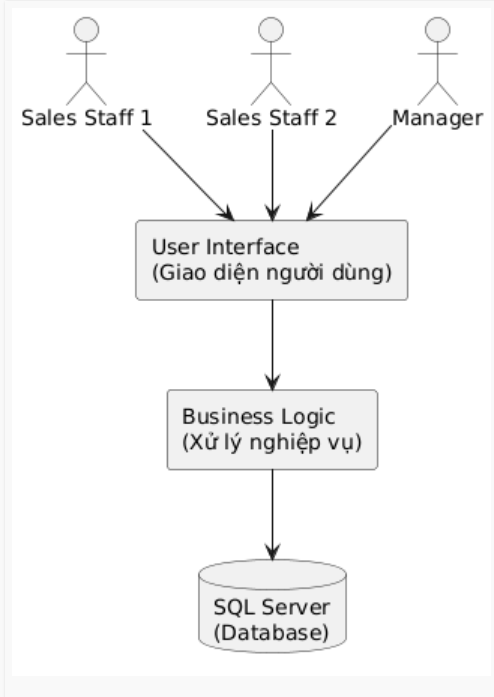 Sales Staff 1
Sales Staff 2
Manager
User Interface
(Giao diện người dùng)
Business Logic
(Xử lý nghiệp vụ)
SQL Server
(Database)